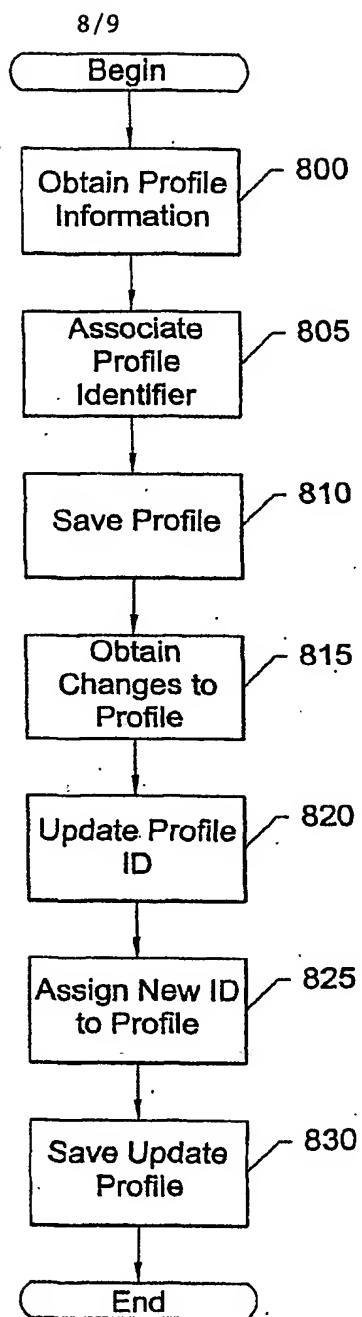 8/9
Begin
Obtain Profile
Information
800
Associate
Profile
Identifier
805
Save Profile
810
Obtain
Changes to
Profile
815
Update Profile
ID
820
Assign New ID
to Profile
825
Save Update
Profile
830
End